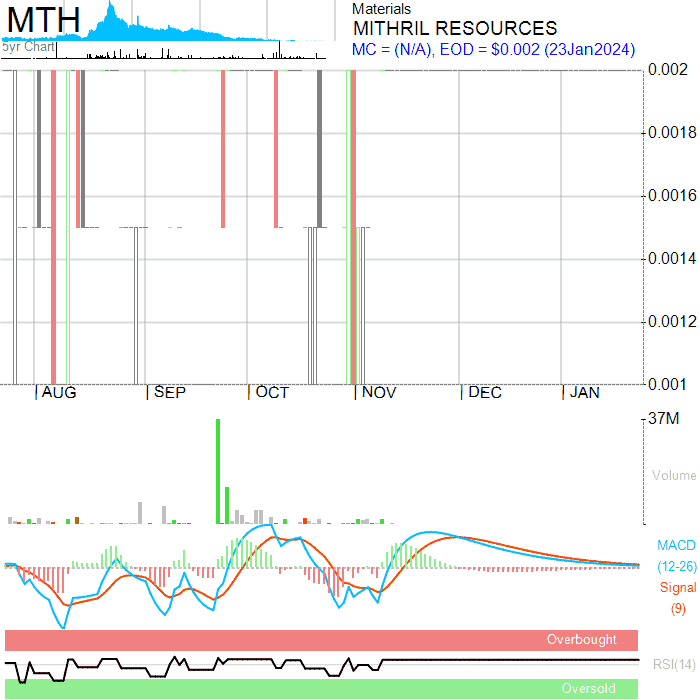 MTH
5yr Chart
Materials
MITHRIL RESOURCES
MC = (N/A), EOD = $0.002 (23Jan2024)
0.002
0.0018
0.0016
0.0014
0.0012
0.001
AUG SEP OCT NOV DEC JAN
37M
Volume
MACD
(12-26)
Signal
(9)
Overbought
RSI(14)
Oversold